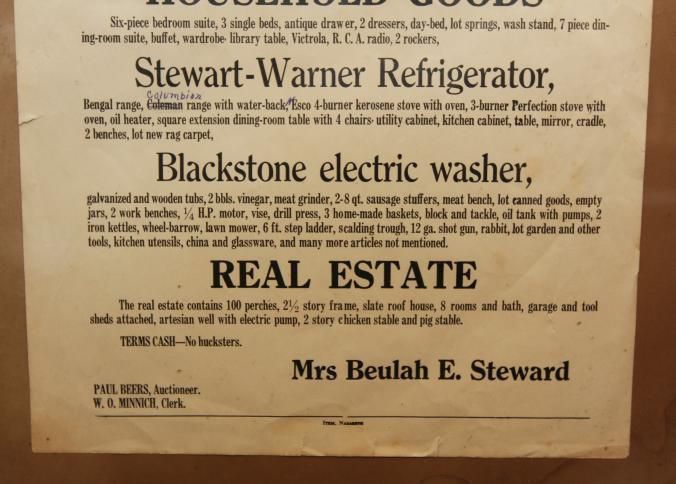 HOUSEHOLD GOODS
Six-piece bedroom suite, 3 single beds, antique drawer, 2 dressers, day-bed, lot springs, wash stand, 7 piece din-
ing-room suite, buffet, wardrobe· library table, Victrola, R. C. A. radio, 2 rockers,
Stewart-Warner Refrigerator,
Columbian
Bengal range, Coleman range with water-back, Esco 4-burner kerosene stove with oven, 3-burner Perfection stove with
oven, oil heater, square extension dining-room table with 4 chairs· utility cabinet, kitchen cabinet, table, mirror, cradle,
2 benches, lot new rag carpet,
Blackstone electric washer,
galvanized and wooden tubs, 2 bbls. vinegar, meat grinder, 2-8 qt. sausage stuffers, meat bench, lot canned goods, empty
jars, 2 work benches, ¼ H.P. motor, vise, drill press, 3 home-made baskets, block and tackle, oil tank with pumps, 2
iron kettles, wheel-barrow, lawn mower, 6 ft. step ladder, scalding trough, 12 ga. shot gun, rabbit, lot garden and other
tools, kitchen utensils, china and glassware, and many more articles not mentioned.
REAL ESTATE
The real estate contains 100 perches, 2½ story frame, slate roof house, 8 rooms and bath, garage and tool
sheds attached, artesian well with electric pump, 2 story chicken stable and pig stable.
TERMS CASH—No hucksters.
Mrs Beulah E. Steward
PAUL BEERS, Auctioneer.
W. O. MINNICH, Clerk.
ITEM, NAZARETH